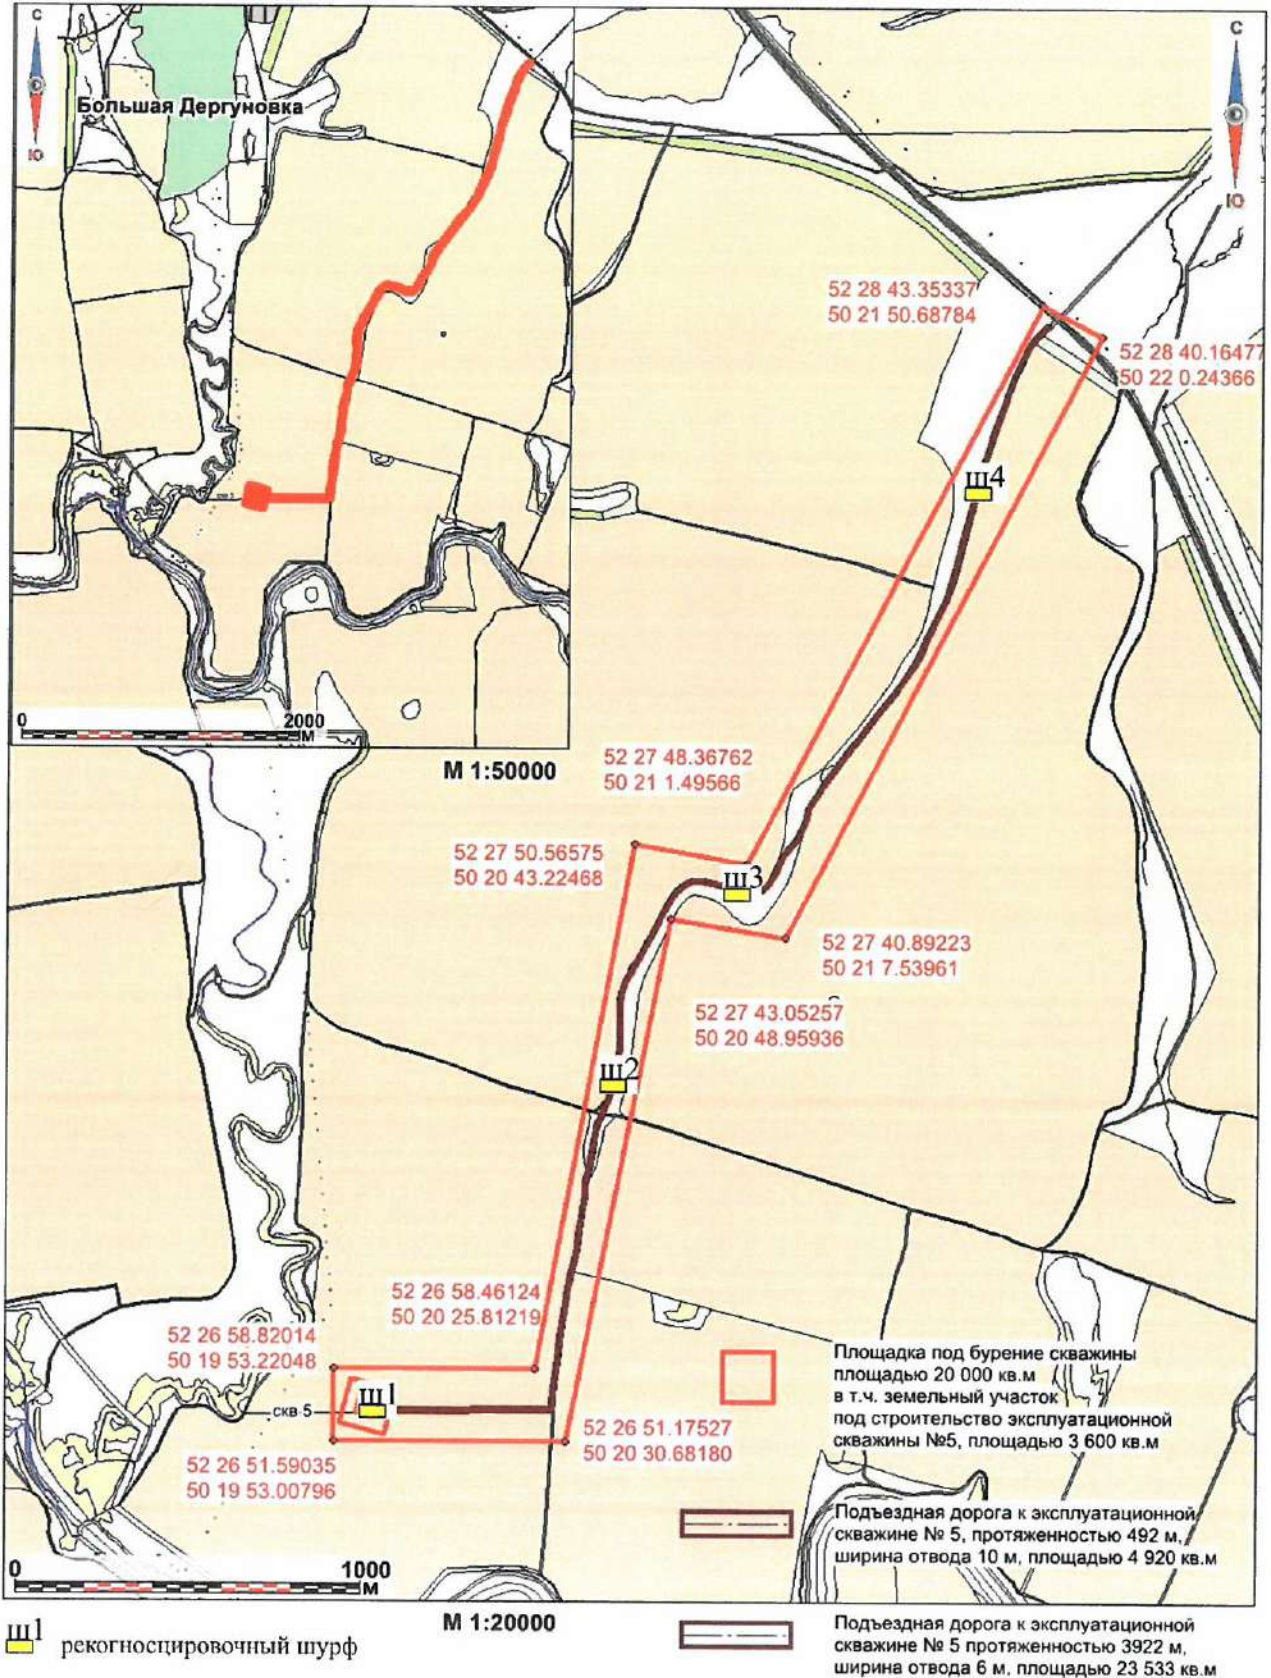 С
Большая Дергуновка
Ю
скв 5
0 2000
М
М 1:50000
С
Ю
52 28 43.35337
50 21 50.68784
52 28 40.16477
50 22 0.24366
Ш4
52 27 48.36762
50 21 1.49566
52 27 50.56575
50 20 43.22468
Ш3
52 27 40.89223
50 21 7.53961
52 27 43.05257
50 20 48.95936
Ш2
52 26 58.46124
50 20 25.81219
52 26 58.82014
50 19 53.22048
Ш1
скв 5
52 26 51.17527
50 20 30.68180
52 26 51.59035
50 19 53.00796
Площадка под бурение скважины
площадью 20 000 кв.м
в т.ч. земельный участок
под строительство эксплуатационной
скважины №5, площадью 3 600 кв.м
Подъездная дорога к эксплуатационной
скважине № 5, протяженностью 492 м,
ширина отвода 10 м, площадью 4 920 кв.м
0 1000
М
М 1:20000
Ш1 рекогносцировочный шурф
Подъездная дорога к эксплуатационной
скважине № 5 протяженностью 3922 м,
ширина отвода 6 м, площадью 23 533 кв.м